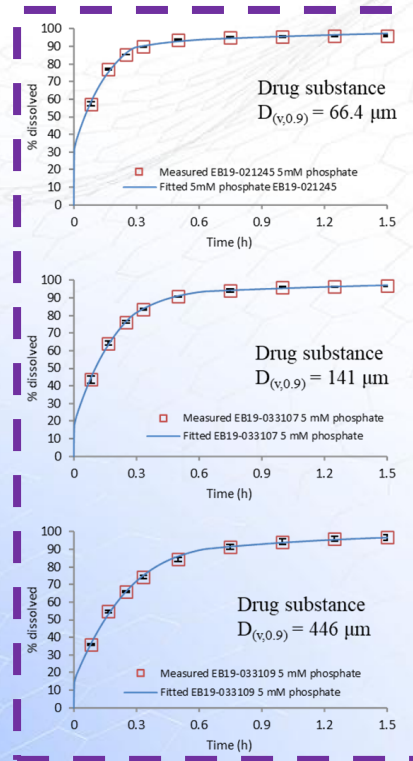 100
90
80
70
60
50
40
30
20
10
0
% dissolved
Drug substance
D(v,0.9) = 66.4 μm
Measured EB19-021245 5mM phosphate
Fitted 5mM phosphate EB19-021245
0 0.3 0.6 0.9 1.2 1.5
Time (h)
100
90
80
70
60
50
40
30
20
10
0
% dissolved
Drug substance
D(v,0.9) = 141 μm
Measured EB19-033107 5 mM phosphate
Fitted EB19-033107 5 mM phosphate
0 0.3 0.6 0.9 1.2 1.5
Time (h)
100
90
80
70
60
50
40
30
20
10
0
% dissolved
Drug substance
D(v,0.9) = 446 μm
Measured EB19-033109 5 mM phosphate
Fitted EB19-033109 5 mM phosphate
0 0.3 0.6 0.9 1.2 1.5
Time (h)